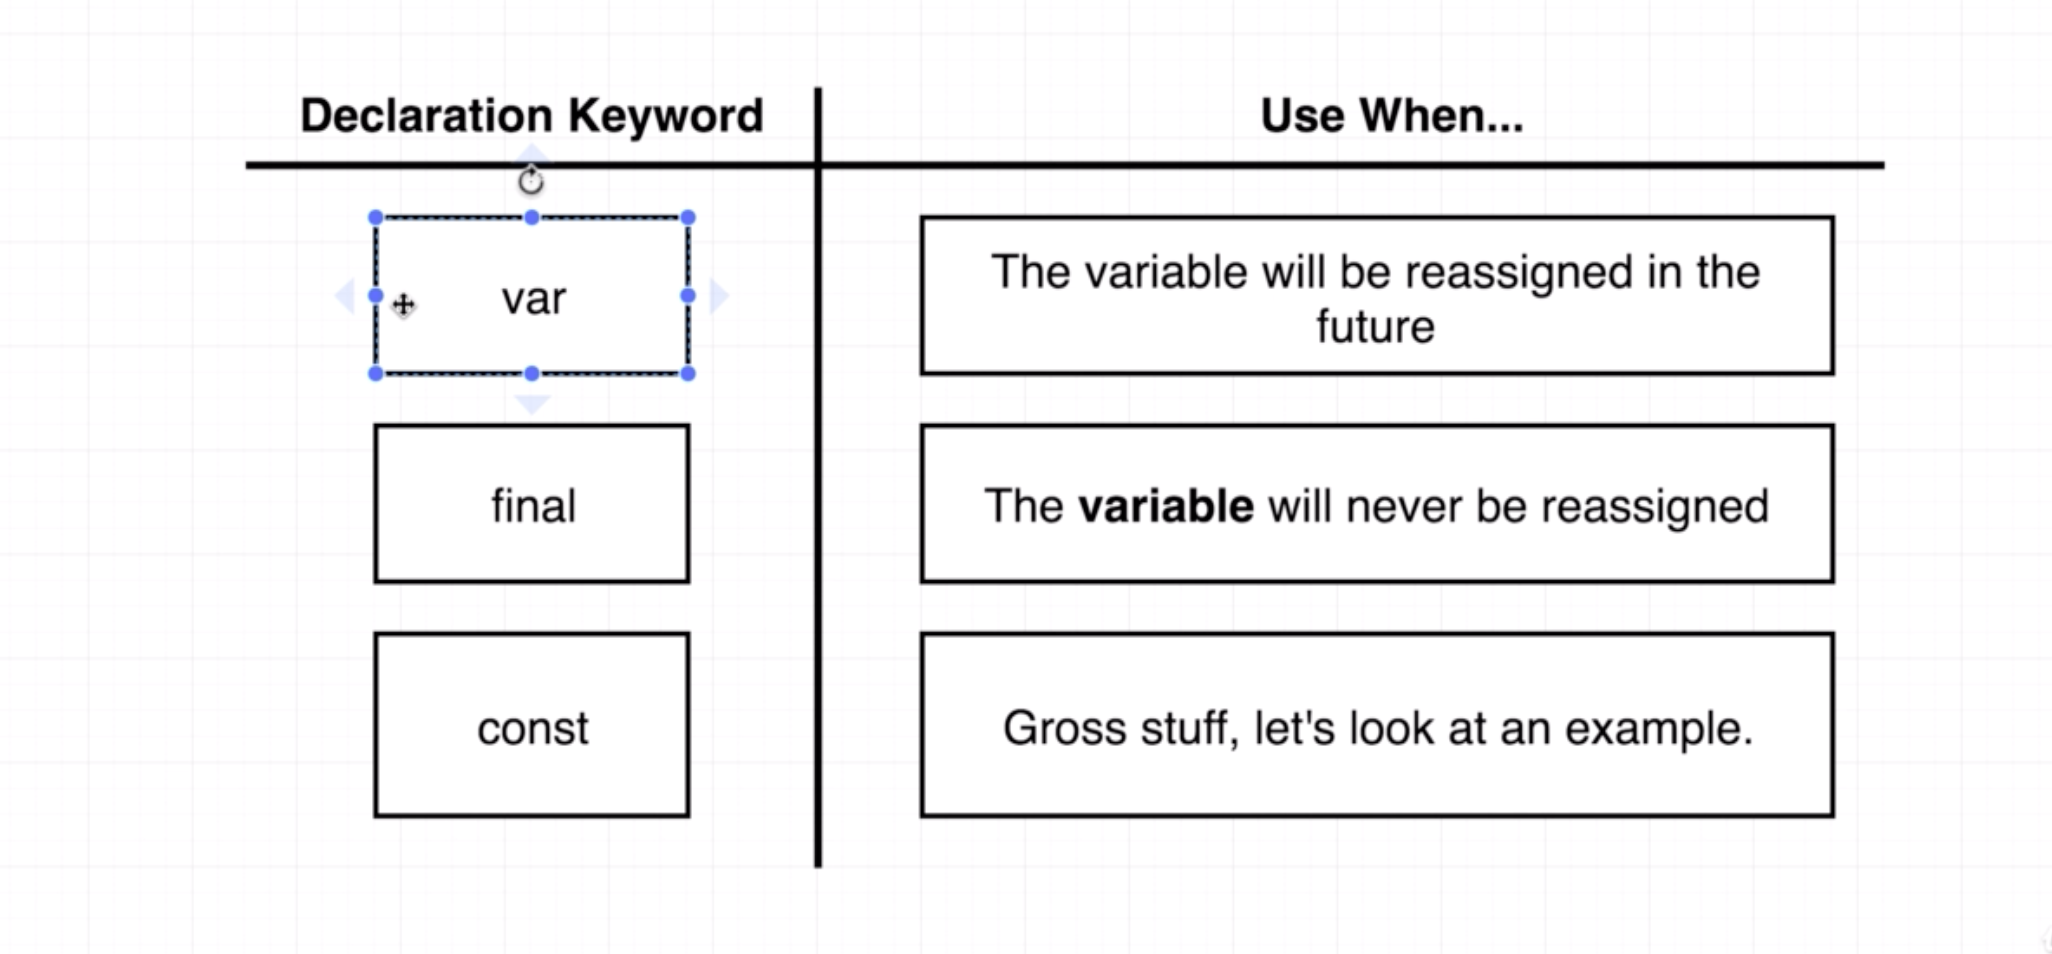 Declaration Keyword
Use When...
var
The variable will be reassigned in the
future
final
The variable will never be reassigned
const
Gross stuff, let's look at an example.